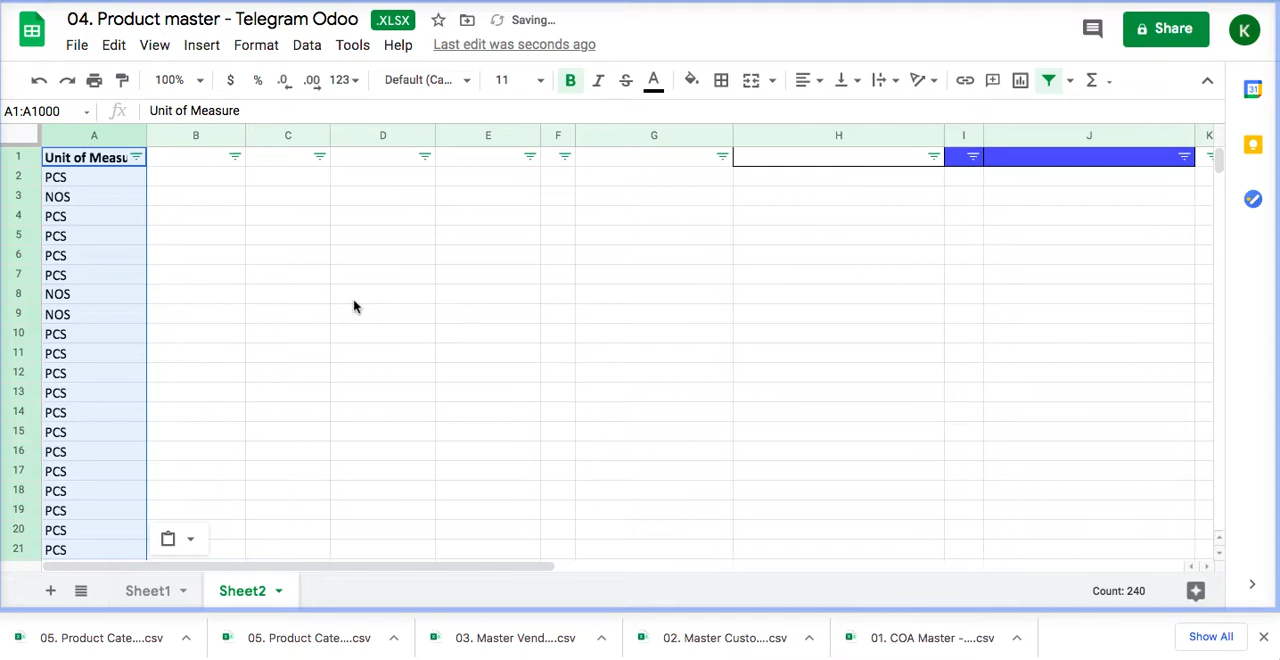 04. Product master - Telegram Odoo .XLSX Saving...
File Edit View Insert Format Data Tools Help Last edit was seconds ago
Share
K
100% $ % .0 .00 123 Default (Ca... 11 B I S A
31
A1:A1000 fx Unit of Measure
A B C D E F G H I J K
1 Unit of Measu
2 PCS
3 NOS
4 PCS
5 PCS
6 PCS
7 PCS
8 NOS
9 NOS
10 PCS
11 PCS
12 PCS
13 PCS
14 PCS
15 PCS
16 PCS
17 PCS
18 PCS
19 PCS
20 PCS
21 PCS
Sheet1 Sheet2 Count: 240
05. Product Cate....csv 05. Product Cate....csv 03. Master Vend....csv 02. Master Custo....csv 01. COA Master -....csv Show All